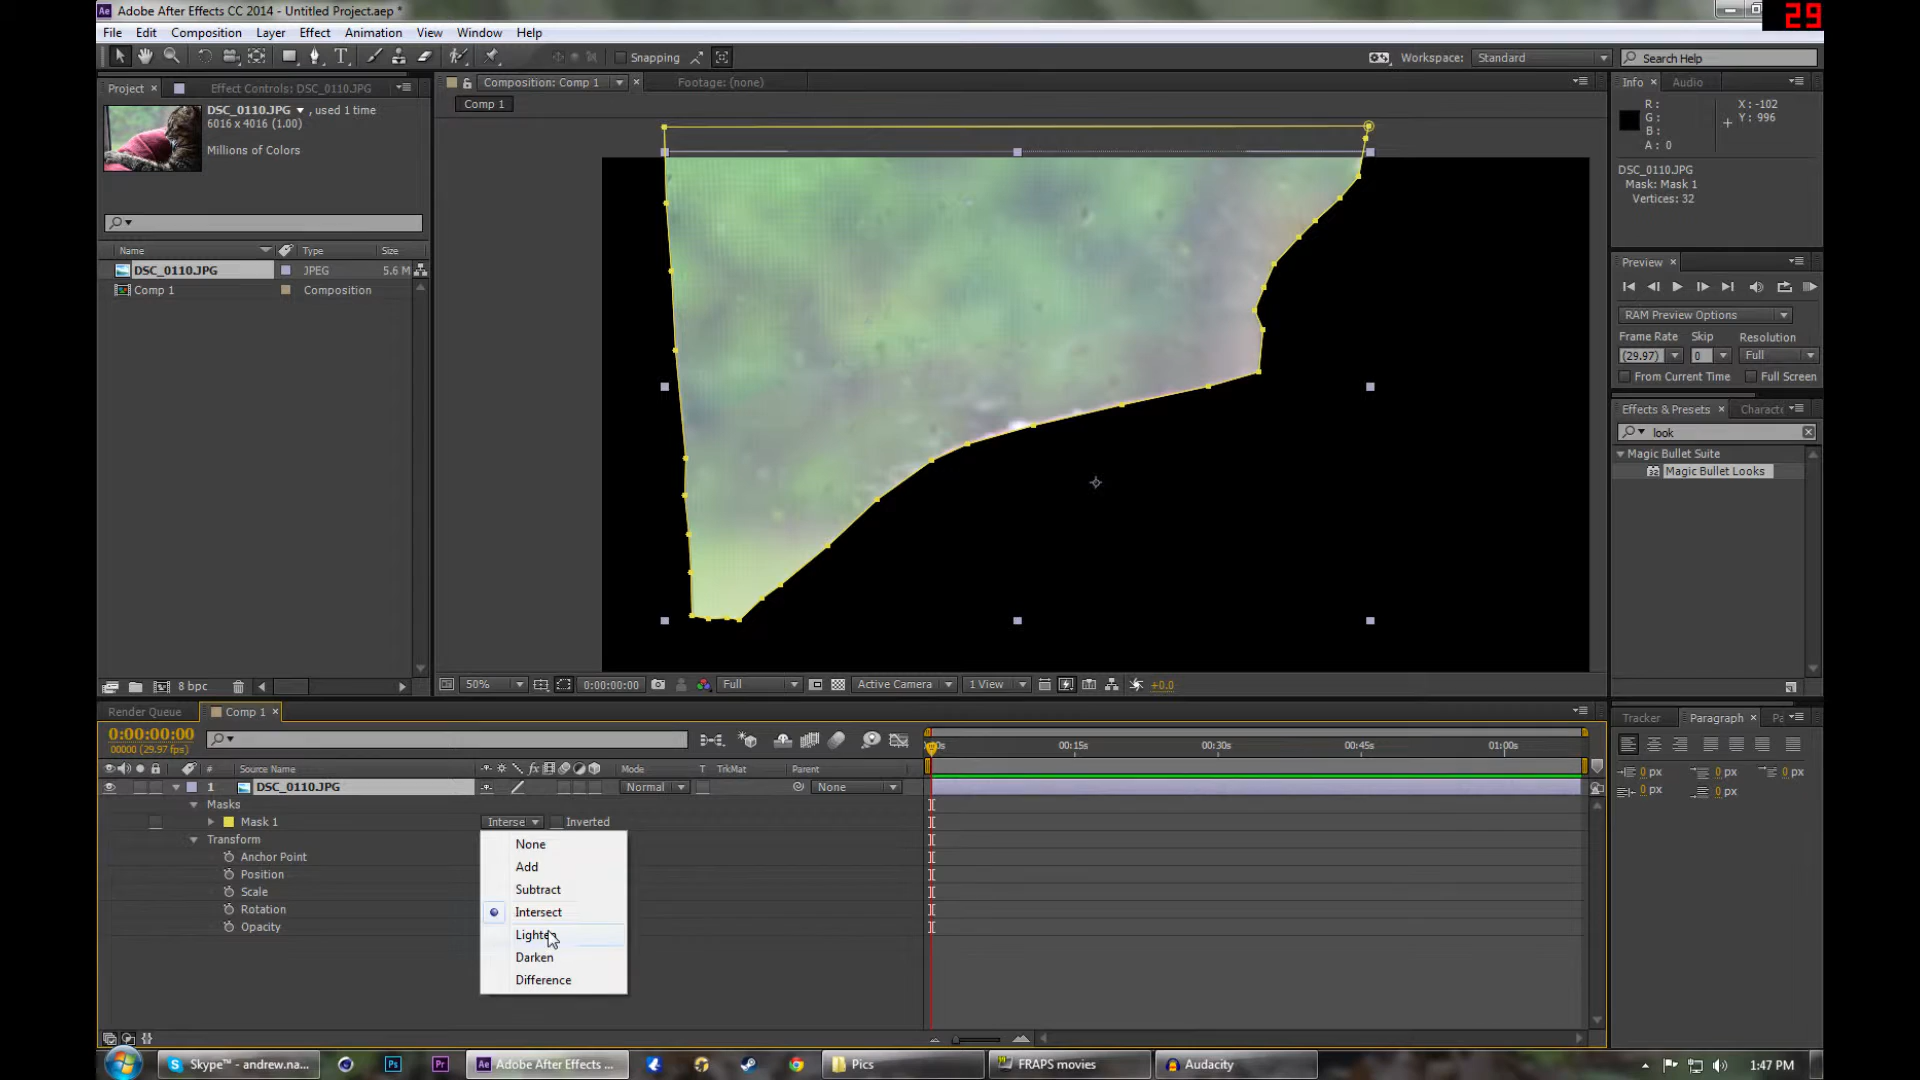 Adobe After Effects CC 2014 - Untitled Project.aep *
29
File Edit Composition Layer Effect Animation View Window Help
Snapping
Workspace: Standard
Search Help
Project Effect Controls: DSC_0110.JPG
Composition: Comp 1
Footage: (none)
Info Audio
Comp 1
DSC_0110.JPG , used 1 time
6016 x 4016 (1.00)
Millions of Colors
R :
G :
B :
A : 0
X : -102
Y : 996
DSC_0110.JPG
Mask: Mask 1
Vertices: 32
Name Type Size
DSC_0110.JPG JPEG 5.6 M
Comp 1 Composition
Preview
RAM Preview Options
Frame Rate Skip Resolution
(29.97) 0 Full
From Current Time Full Screen
Effects & Presets Characte
look
Magic Bullet Suite
32 Magic Bullet Looks
8 bpc
50% 0:00:00:00 Full Active Camera 1 View +0.0
Render Queue Comp 1
Tracker Paragraph Pa
0:00:00:00
00000 (29.97 fps)
00:15s 00:30s 00:45s 01:00s
# Source Name Mode T TrkMat Parent
1 DSC_0110.JPG Normal None
Masks
Mask 1 Interse Inverted
Transform
Anchor Point
Position
Scale
Rotation
Opacity
None
Add
Subtract
Intersect
Lighten
Darken
Difference
0 px 0 px 0 px
0 px 0 px
Skype™ - andrew.na...
Ps
Pr
Ae Adobe After Effects ...
Pics
FRAPS movies
Audacity
1:47 PM